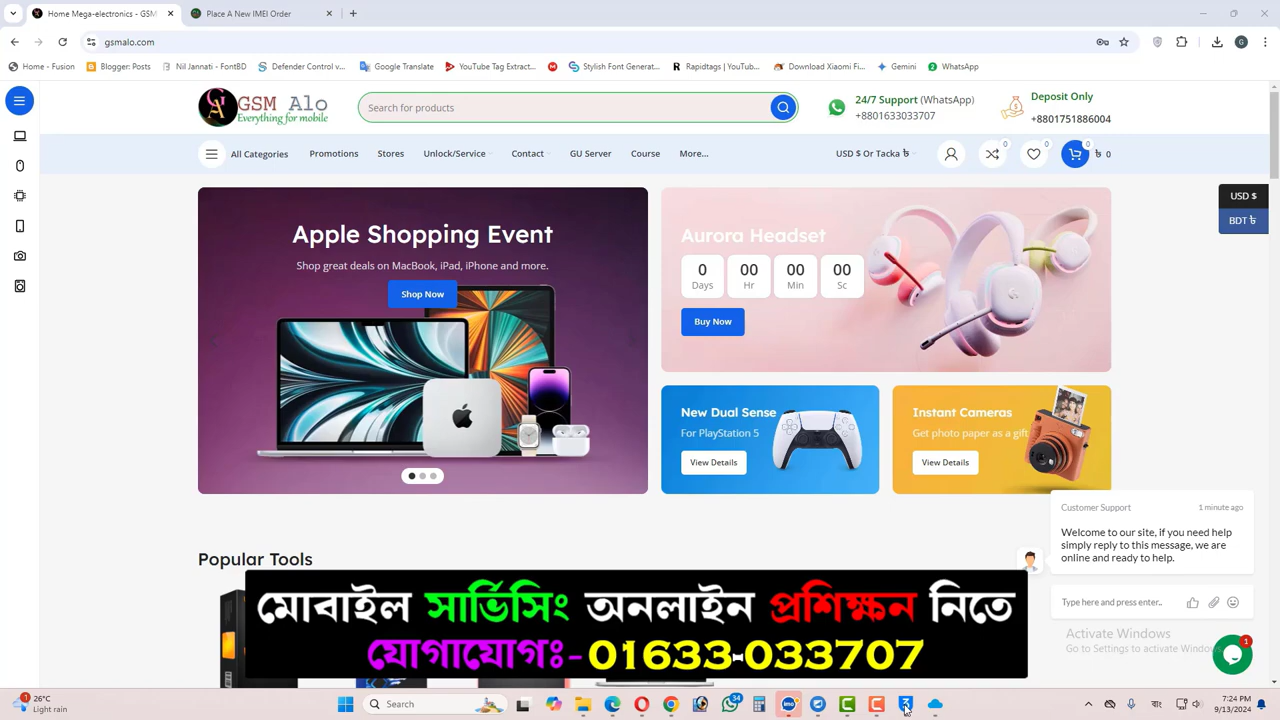 Home Mega-electronics - GSM
Place A New IMEI Order
gsmalo.com
Home - Fusion
Blogger: Posts
Nil Jannati - FontBD
Defender Control v...
Google Translate
YouTube Tag Extract...
Stylish Font Generat...
Rapidtags | YouTub...
Download Xiaomi Fi...
Gemini
WhatsApp
GSM Alo
Everything for mobile
Search for products
24/7 Support (WhatsApp)
+8801633033707
Deposit Only
+8801751886004
All Categories
Promotions
Stores
Unlock/Service
Contact
GU Server
Course
More...
USD $ Or Tacka ৳
0
0
0
৳ 0
USD $
BDT ৳
Apple Shopping Event
Shop great deals on MacBook, iPad, iPhone and more.
Shop Now
Aurora Headset
0 00 00 00
Days Hr Min Sc
Buy Now
New Dual Sense
For PlayStation 5
View Details
Instant Cameras
Get photo paper as a gift
View Details
Customer Support 1 minute ago
Welcome to our site, if you need help
simply reply to this message, we are
online and ready to help.
Type here and press enter..
Popular Tools
মোবাইল সার্ভিসিং অনলাইন প্রশিক্ষন নিতে
যোগাযোগঃ- 01633-033707
Activate Windows
Go to Settings to activate Windows.
1
1
26°C
Light rain
Search
34
imo
বাং
7:24 PM
9/13/2024